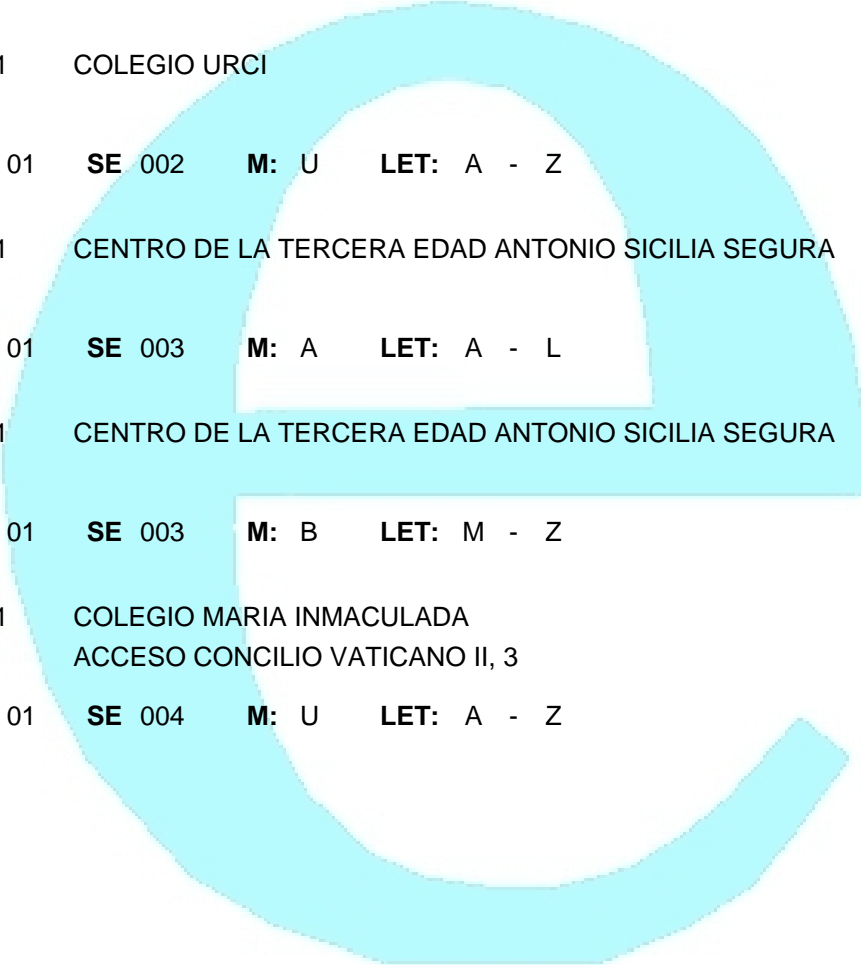 1 COLEGIO URCI
01 SE 002 M: U LET: A - Z
1 CENTRO DE LA TERCERA EDAD ANTONIO SICILIA SEGURA
01 SE 003 M: A LET: A - L
1 CENTRO DE LA TERCERA EDAD ANTONIO SICILIA SEGURA
01 SE 003 M: B LET: M - Z
1 COLEGIO MARIA INMACULADA
ACCESO CONCILIO VATICANO II, 3
01 SE 004 M: U LET: A - Z